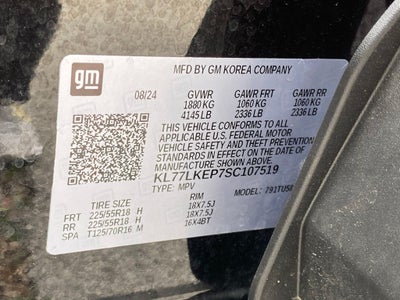 gm
MFD BY GM KOREA COMPANY
08/24 GVWR GAWR FRT GAWR RR
1880 KG 1060 KG 1060 KG
4145 LB 2336 LB 2336 LB
THIS VEHICLE CONFORMS TO ALL
APPLICABLE U.S. FEDERAL MOTOR
VEHICLE SAFETY AND THEFT PREVENTION
STANDARDS IN EFFECT ON THE DATE OF
MANUFACTURE SHOWN ABOVE.
KL77LKEP7SC107519
TYPE: MPV
TIRE SIZE RIM
FRT 225/55R18 H 18X7.5J
RR 225/55R18 H 18X7.5J
SPA T125/70R16 M 16X4BT